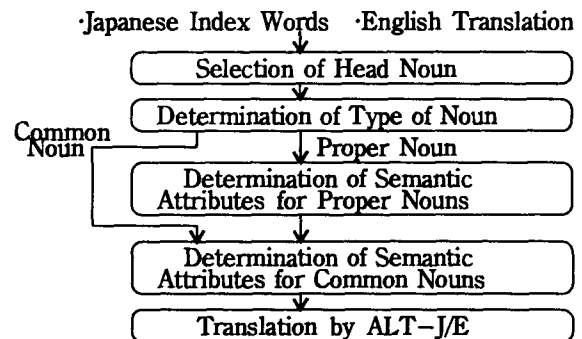 ·Japanese Index Words ·English Translation
Selection of Head Noun
Determination of Type of Noun
Common
Noun
Proper Noun
Determination of Semantic
Attributes for Proper Nouns
Determination of Semantic
Attributes for Common Nouns
Translation by ALT-J/E